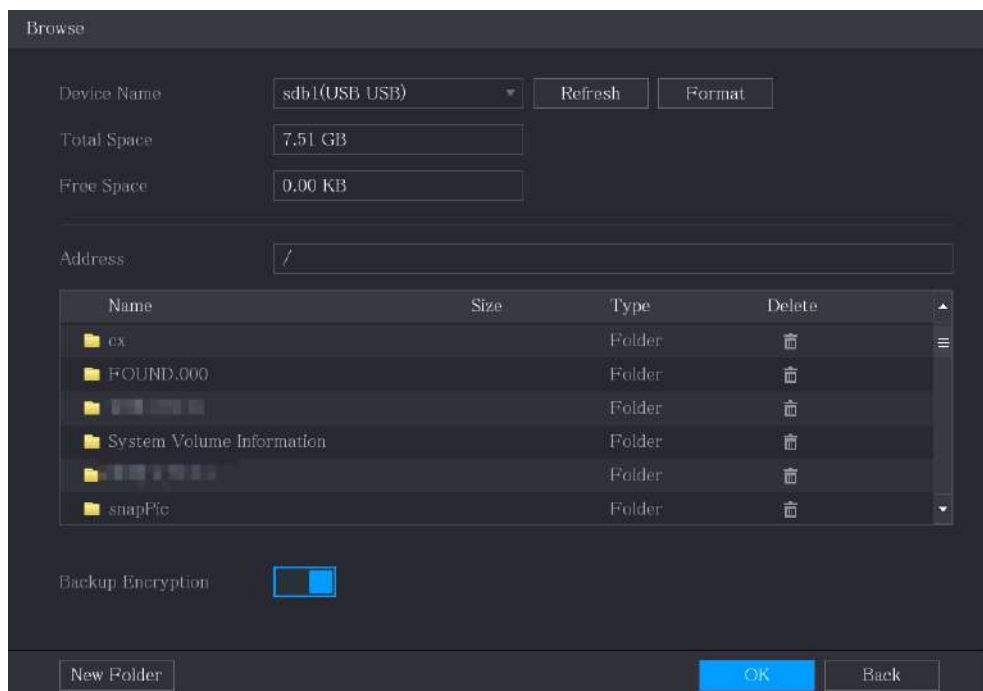 Browse
Device Name sdb1(USB USB) Refresh Format
Total Space 7.51 GB
Free Space 0.00 KB
Address /
Name Size Type Delete
cx Folder
FOUND.000 Folder
Folder
System Volume Information Folder
Folder
snapPic Folder
Backup Encryption
New Folder OK Back